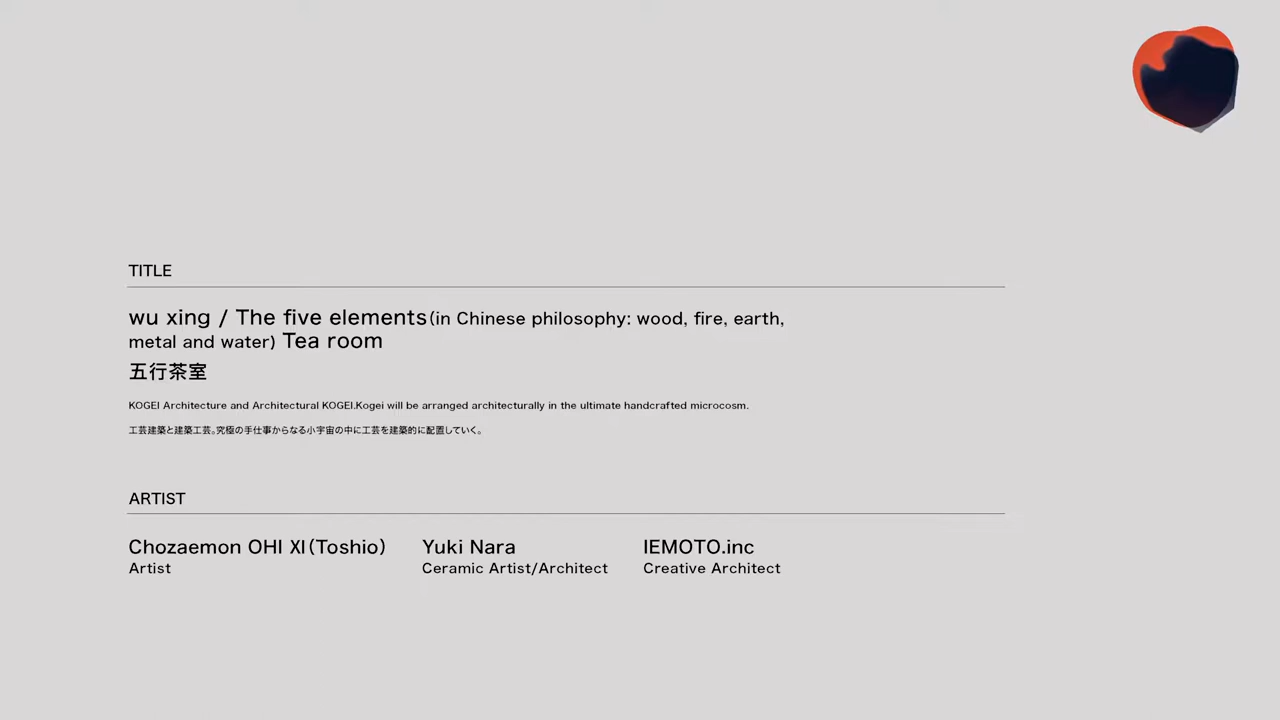 TITLE
wu xing / The five elements(in Chinese philosophy: wood, fire, earth,
metal and water) Tea room
五行茶室
KOGEI Architecture and Architectural KOGEI.Kogei will be arranged architecturally in the ultimate handcrafted microcosm.
工芸建築と建築工芸。究極の手仕事からなる小宇宙の中に工芸を建築的に配置していく。
ARTIST
Chozaemon OHI XI(Toshio) Yuki Nara IEMOTO.inc
Artist Ceramic Artist/Architect Creative Architect